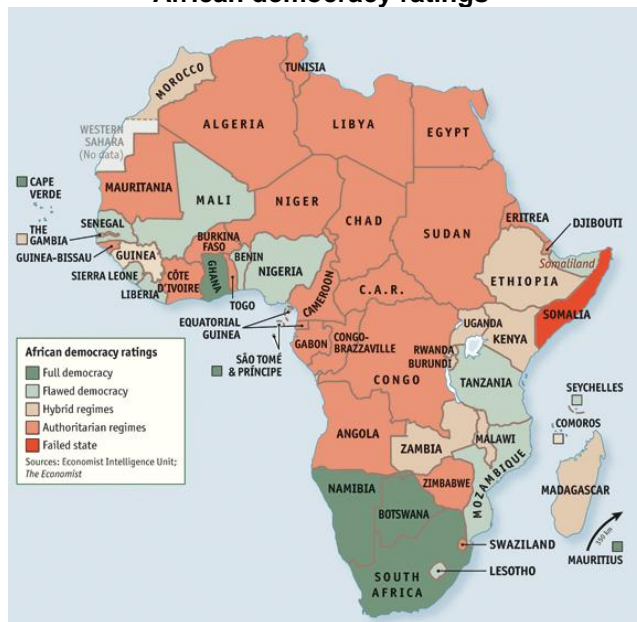 African democracy ratings
MOROCCO
TUNISIA
ALGERIA
LIBYA
EGYPT
WESTERN
SAHARA
(No data)
CAPE
VERDE
MAURITANIA
MALI
NIGER
CHAD
SUDAN
ERITREA
DJIBOUTI
SENEGAL
THE
GAMBIA
GUINEA-BISSAU
GUINEA
BURKINA
FASO
BENIN
NIGERIA
Somaliland
ETHIOPIA
SIERRA LEONE
LIBERIA
CÔTE
D'IVOIRE
GHANA
TOGO
CAMEROON
C.A.R.
SOMALIA
EQUATORIAL
GUINEA
SÃO TOMÉ
& PRÍNCIPE
GABON
CONGO-
BRAZZAVILLE
UGANDA
KENYA
RWANDA
BURUNDI
CONGO
TANZANIA
SEYCHELLES
COMOROS
ANGOLA
ZAMBIA
MALAWI
MOZAMBIQUE
ZIMBABWE
MADAGASCAR
NAMIBIA
BOTSWANA
350 km
MAURITIUS
SWAZILAND
LESOTHO
SOUTH
AFRICA
African democracy ratings
Full democracy
Flawed democracy
Hybrid regimes
Authoritarian regimes
Failed state
Sources: Economist Intelligence Unit;
The Economist